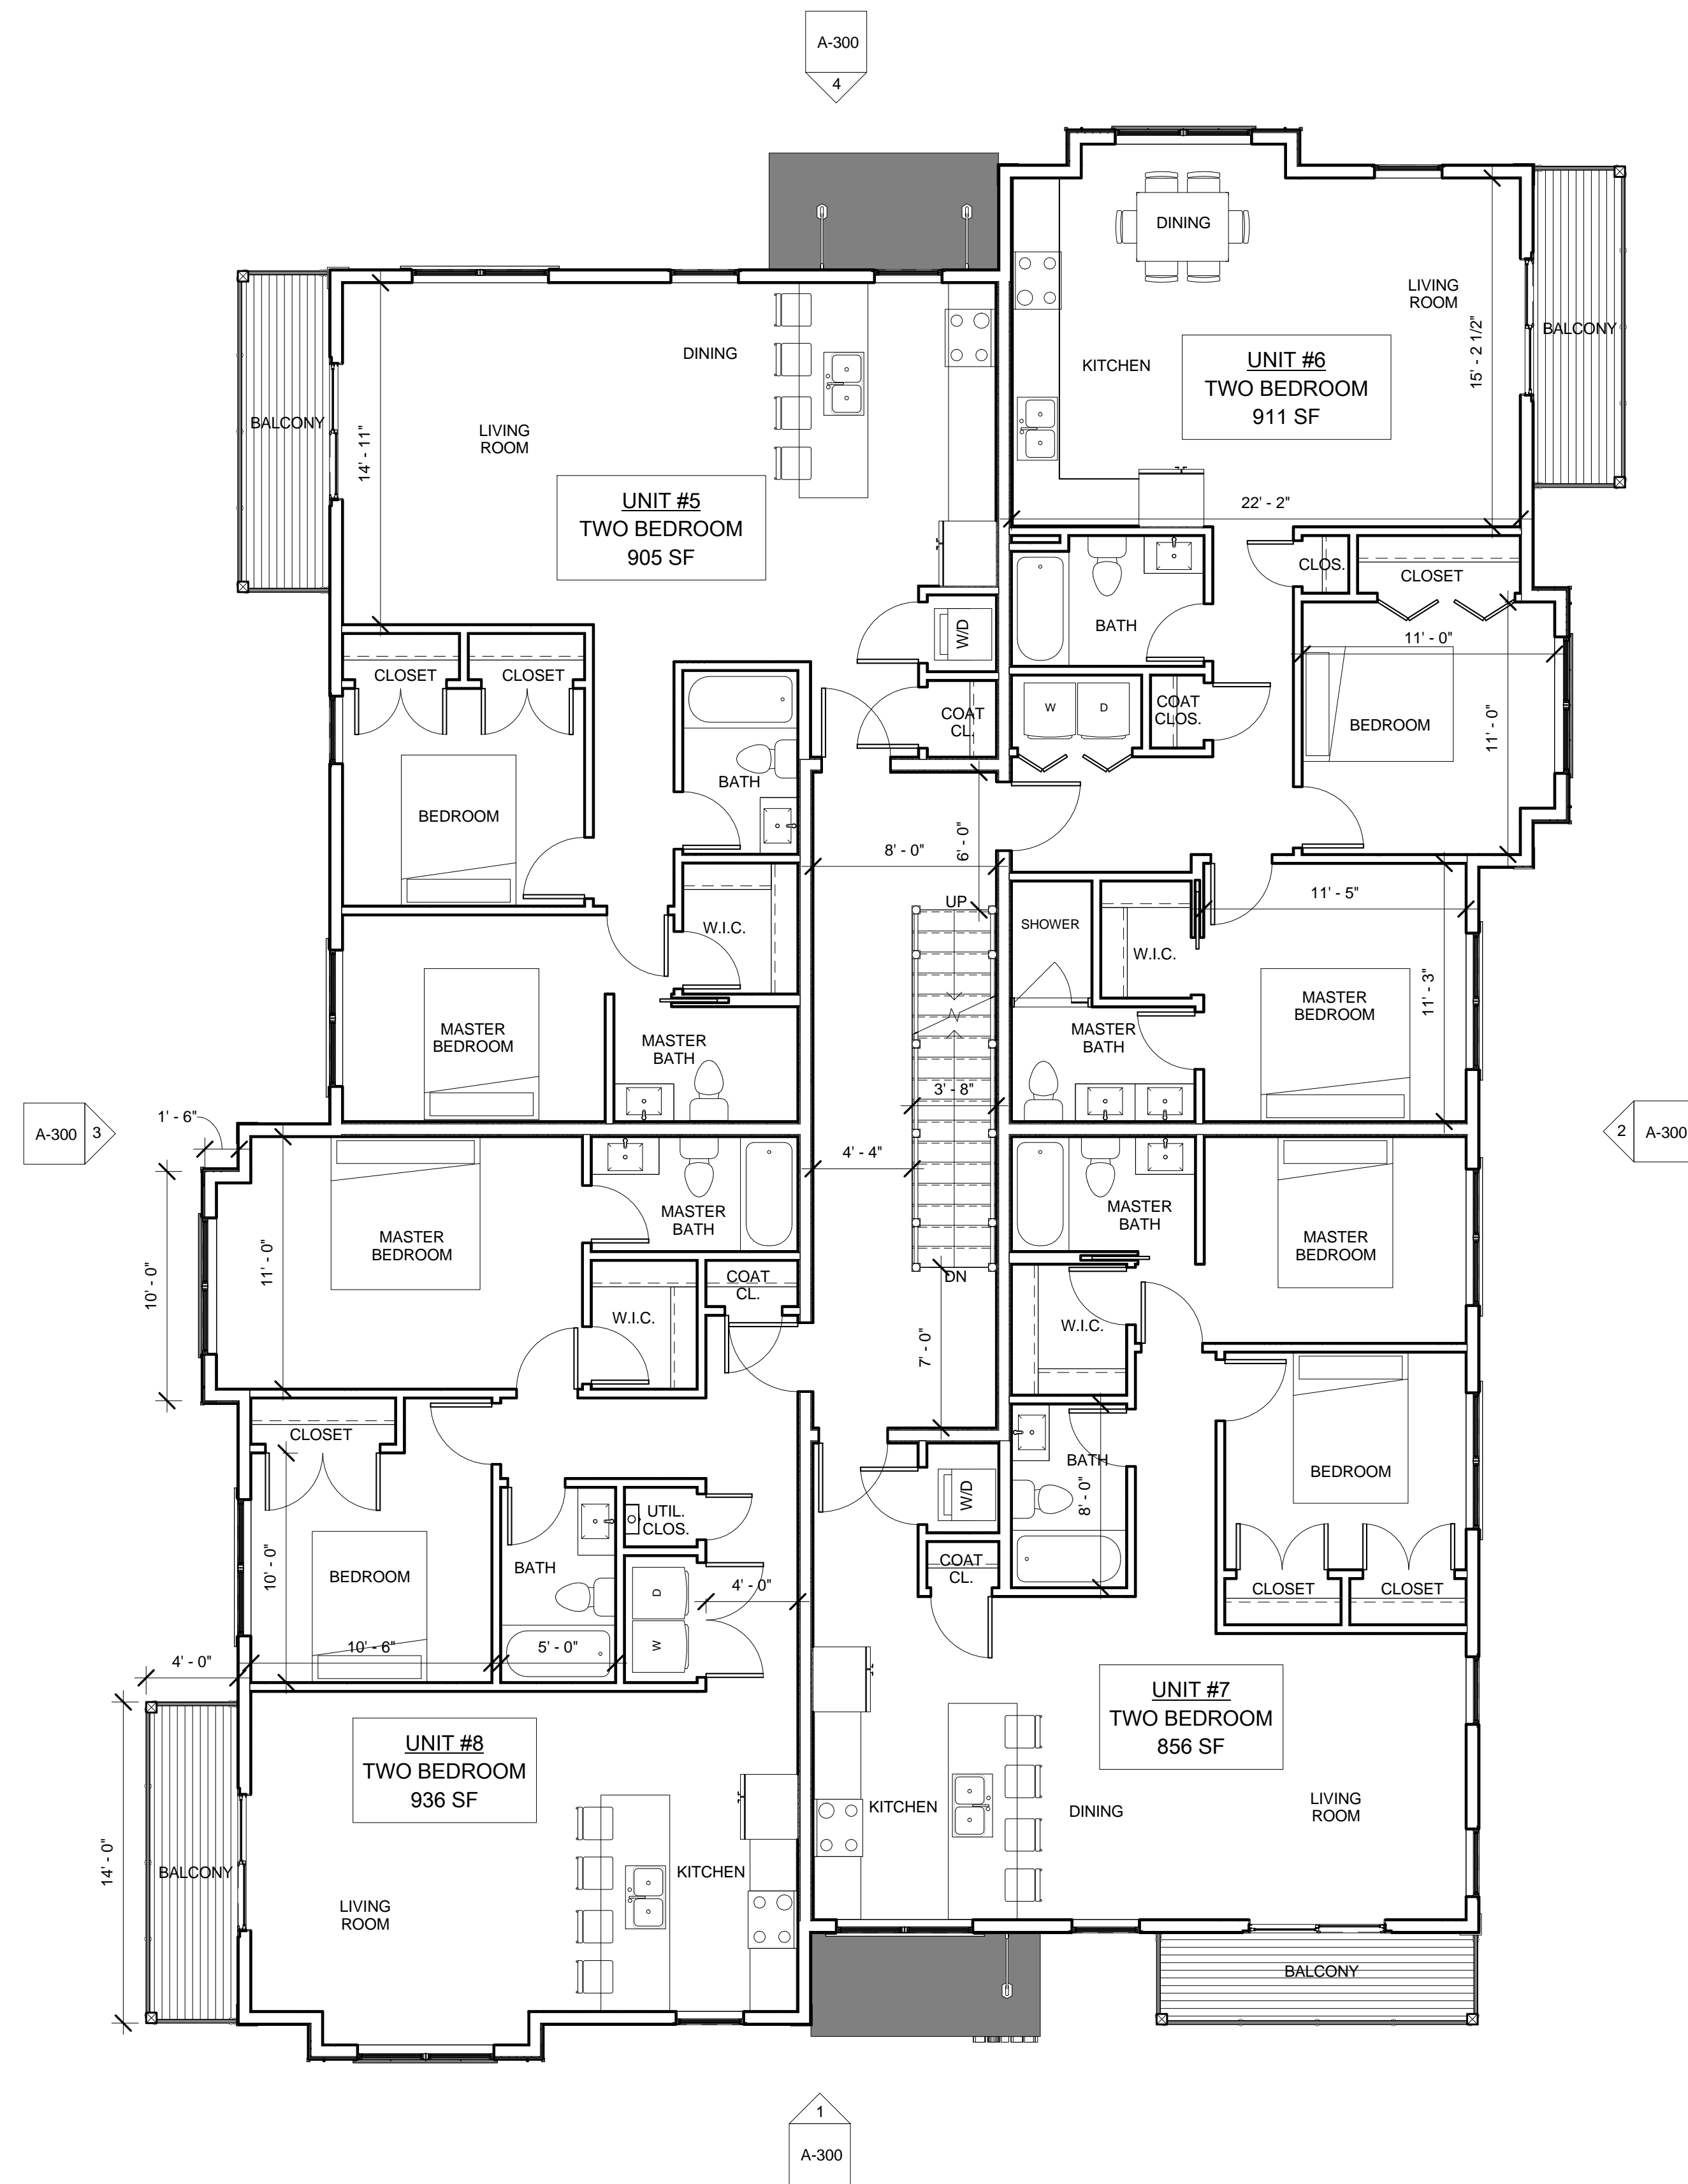 A-300
4
DINING
LIVING
ROOM
BALCONY
15' - 2 1/2"
KITCHEN
UNIT #6
TWO BEDROOM
911 SF
22' - 2"
DINING
BALCONY
14' - 11"
LIVING
ROOM
UNIT #5
TWO BEDROOM
905 SF
CLOS.
CLOSET
BATH
W/D
11' - 0"
CLOSET
CLOSET
COAT
CL.
W
D
COAT
CLOS.
BEDROOM
11' - 0"
BATH
BEDROOM
6' - 0"
8' - 0"
UP
11' - 5"
W.I.C.
SHOWER
W.I.C.
MASTER
BEDROOM
11' - 3"
MASTER
BEDROOM
MASTER
BATH
MASTER
BATH
3' - 8"
1' - 6"
A-300
3
2
A-300
4' - 4"
MASTER
BATH
MASTER
BATH
MASTER
BEDROOM
MASTER
BEDROOM
11' - 0"
10' - 0"
COAT
CL.
DN
W.I.C.
W.I.C.
7' - 0"
CLOSET
BATH
8' - 0"
BEDROOM
W/D
UTIL.
CLOS.
10' - 0"
BEDROOM
BATH
COAT
CL.
D
W
4' - 0"
CLOSET
CLOSET
10' - 6"
5' - 0"
4' - 0"
UNIT #7
TWO BEDROOM
856 SF
UNIT #8
TWO BEDROOM
936 SF
KITCHEN
DINING
LIVING
ROOM
14' - 0"
BALCONY
KITCHEN
LIVING
ROOM
BALCONY
1
A-300